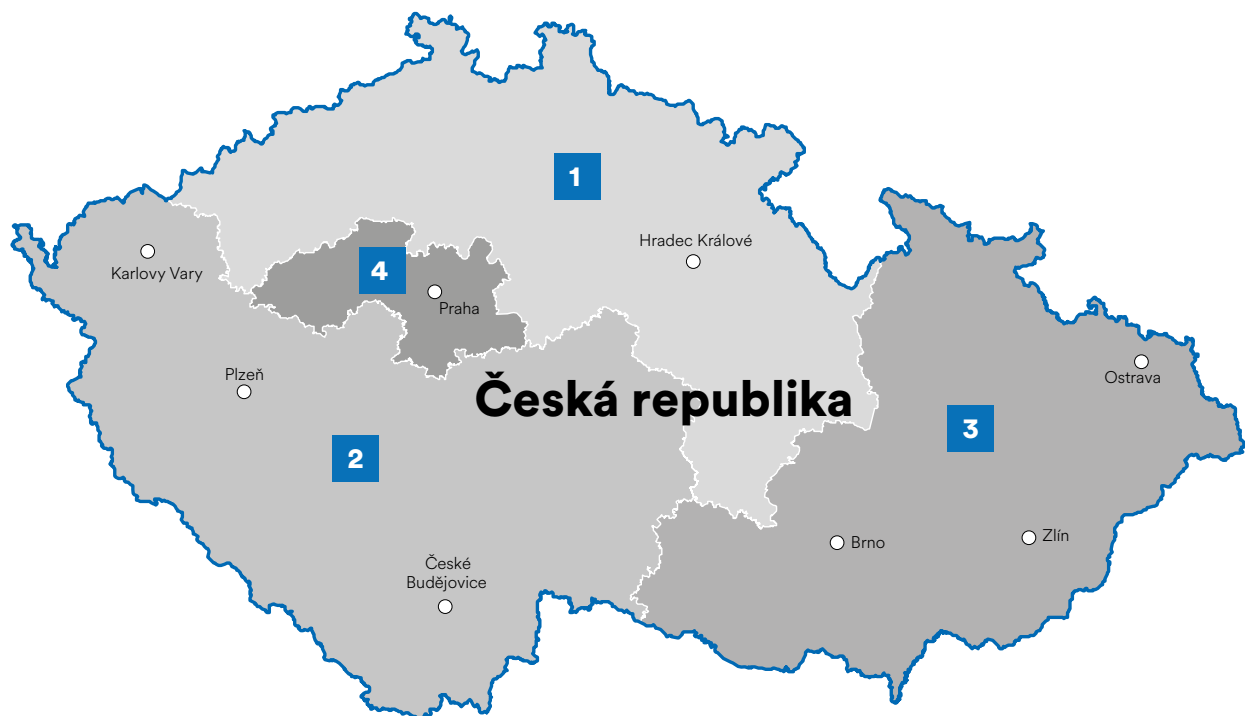 1
Hradec Králové
4
Karlovy Vary
Praha
Plzeň
Česká republika
Ostrava
3
2
Brno
Zlín
České
Budějovice